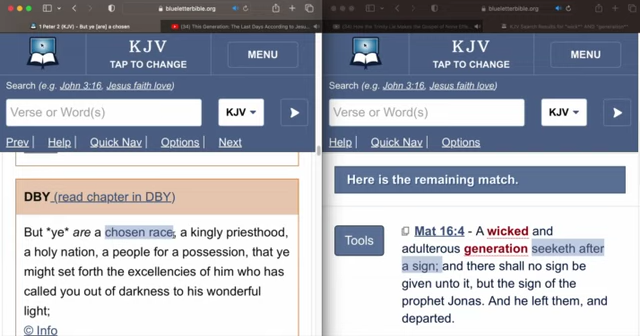 blueletterbible.org
1 Peter 2 (KJV) - But ye [are] a chosen
(34) This Generation: The Last Days According to Jesu...
KJV
TAP TO CHANGE
MENU
Search (e.g. John 3:16, Jesus faith love)
Verse or Word(s)
KJV
Prev | Help | Quick Nav | Options | Next
DBY (read chapter in DBY)
But *ye* are a chosen race, a kingly priesthood,
a holy nation, a people for a possession, that ye
might set forth the excellencies of him who has
called you out of darkness to his wonderful
light;
© Info
blueletterbible.org
KJV
TAP TO CHANGE
MENU
Search (e.g. John 3:16, Jesus faith love)
Verse or Word(s)
KJV
Help | Quick Nav | Options
Here is the remaining match.
Tools
Mat 16:4 - A wicked and
adulterous generation seeketh after
a sign; and there shall no sign be
given unto it, but the sign of the
prophet Jonas. And he left them, and
departed.